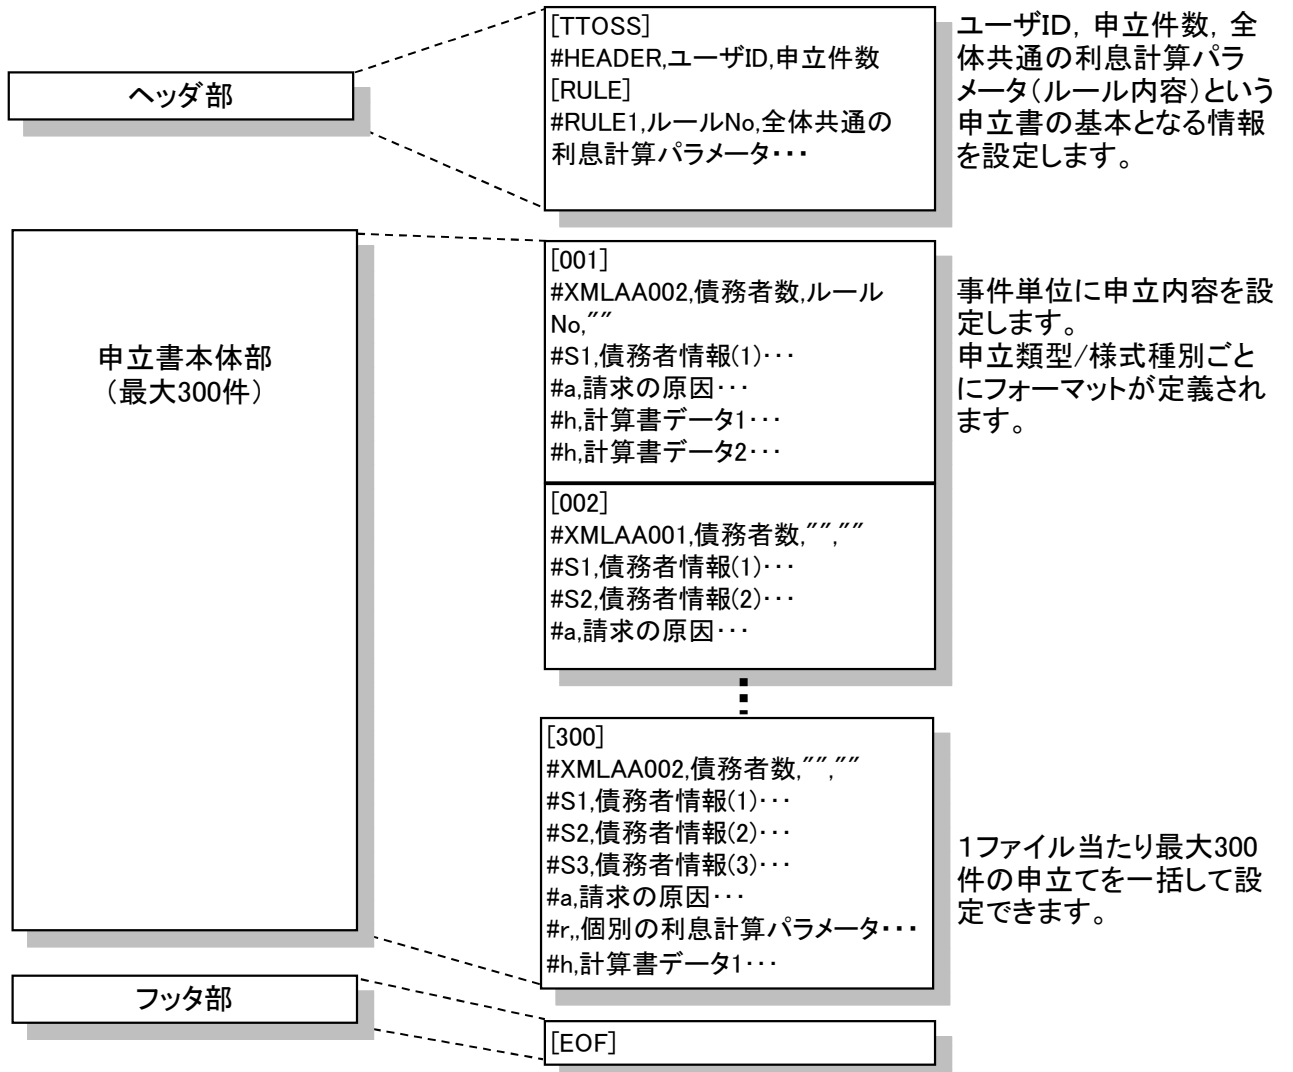 ヘッダ部
[TTOSS]
#HEADER,ユーザID,申立件数
[RULE]
#RULE1,ルールNo,全体共通の
利息計算パラメータ・・・
ユーザID，申立件数，全
体共通の利息計算パラ
メータ（ルール内容）という
申立書の基本となる情報
を設定します。
申立書本体部
（最大300件）
[001]
#XMLAA002,債務者数,ルール
No,""
#S1,債務者情報(1)・・・
#a,請求の原因・・・
#h,計算書データ1・・・
#h,計算書データ2・・・
事件単位に申立内容を設
定します。
申立類型/様式種別ごと
にフォーマットが定義され
ます。
[002]
#XMLAA001,債務者数,"",""
#S1,債務者情報(1)・・・
#S2,債務者情報(2)・・・
#a,請求の原因・・・
[300]
#XMLAA002,債務者数,"",""
#S1,債務者情報(1)・・・
#S2,債務者情報(2)・・・
#S3,債務者情報(3)・・・
#a,請求の原因・・・
#r,,個別の利息計算パラメータ・・・
#h,計算書データ1・・・
１ファイル当たり最大300
件の申立てを一括して設
定できます。
フッタ部
[EOF]